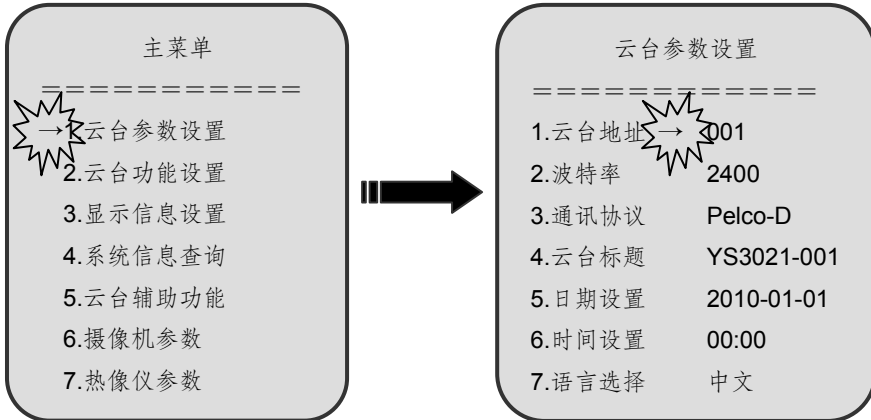 主菜单
===========
→1.云台参数设置
2.云台功能设置
3.显示信息设置
4.系统信息查询
5.云台辅助功能
6.摄像机参数
7.热像仪参数
云台参数设置
============
1.云台地址 → 001
2.波特率 2400
3.通讯协议 Pelco-D
4.云台标题 YS3021-001
5.日期设置 2010-01-01
6.时间设置 00:00
7.语言选择 中文